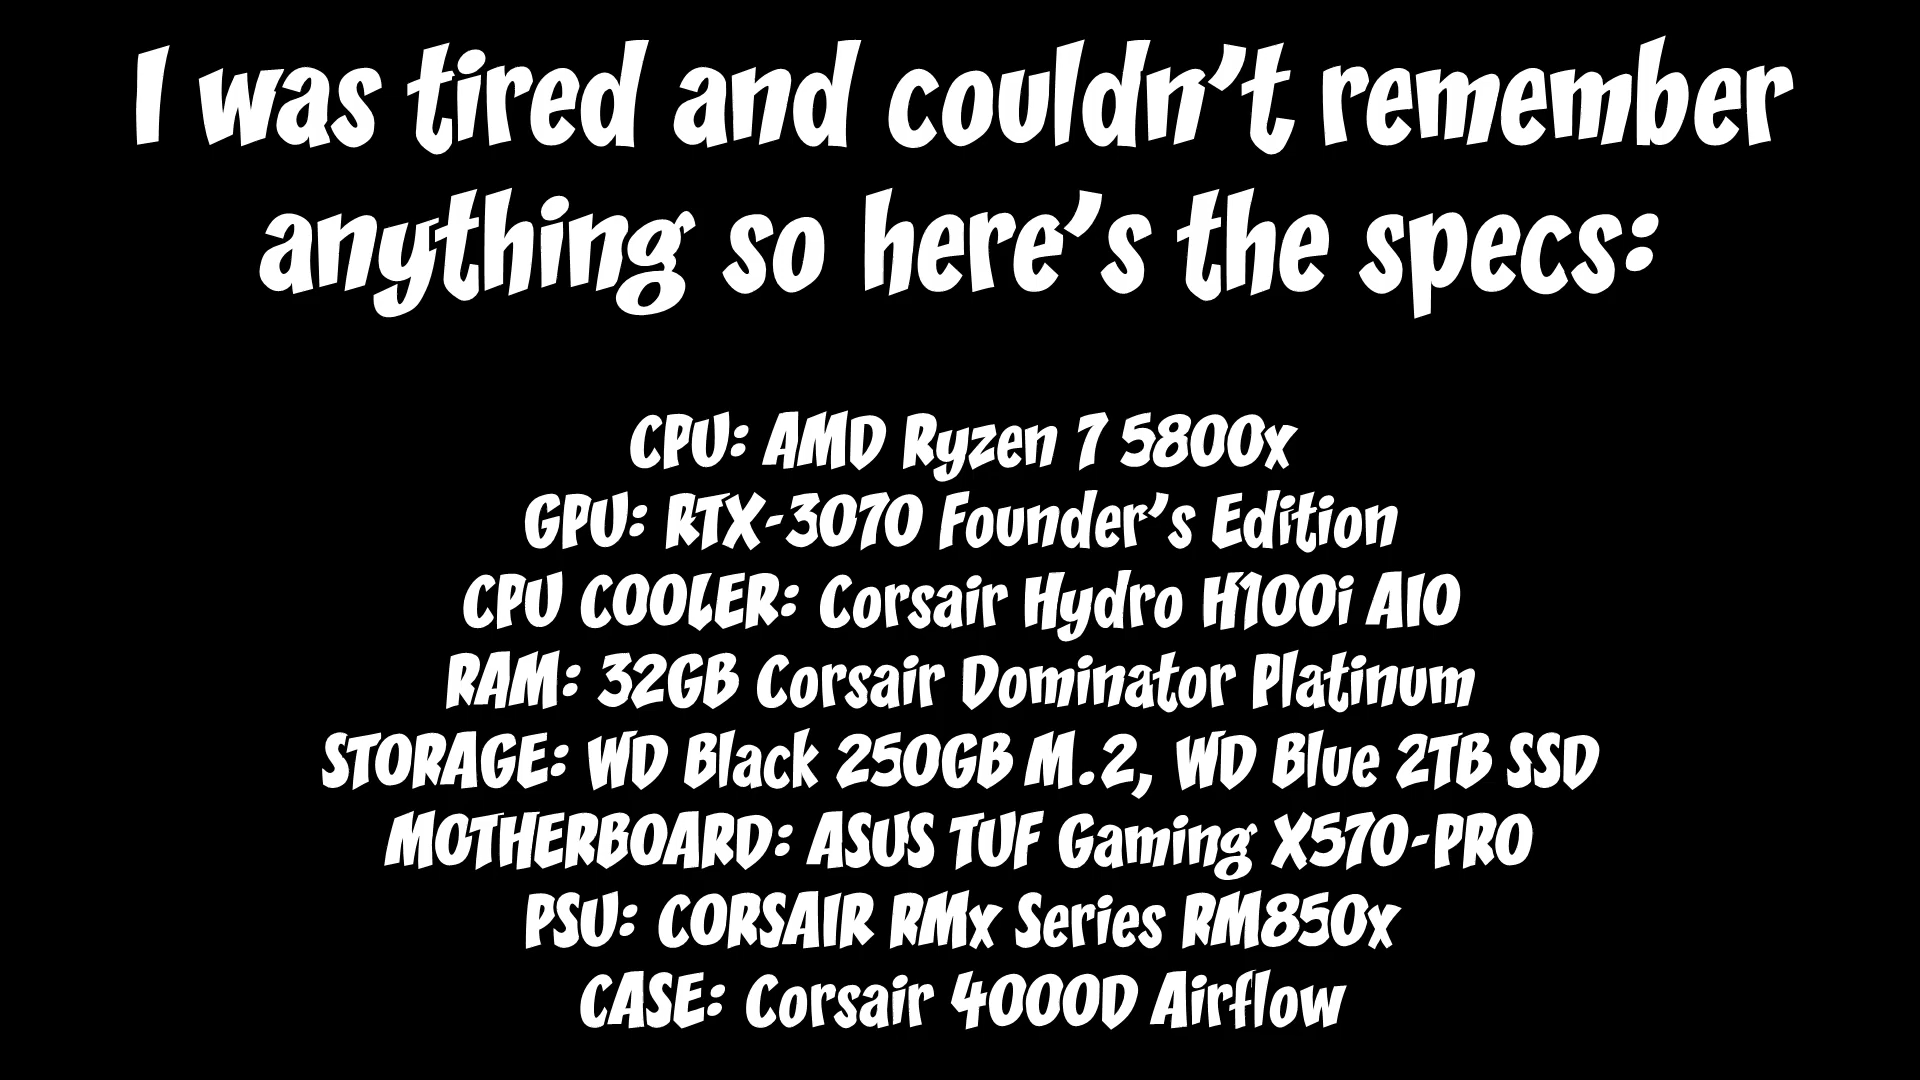 I was tired and couldn't remember
anything so here's the specs:
CPU: AMD Ryzen 7 5800x
GPU: RTX-3070 Founder's Edition
CPU COOLER: Corsair Hydro H100i AIO
RAM: 32GB Corsair Dominator Platinum
STORAGE: WD Black 250GB M.2, WD Blue 2TB SSD
MOTHERBOARD: ASUS TUF Gaming X570-PRO
PSU: CORSAIR RMx Series RM850x
CASE: Corsair 4000D Airflow